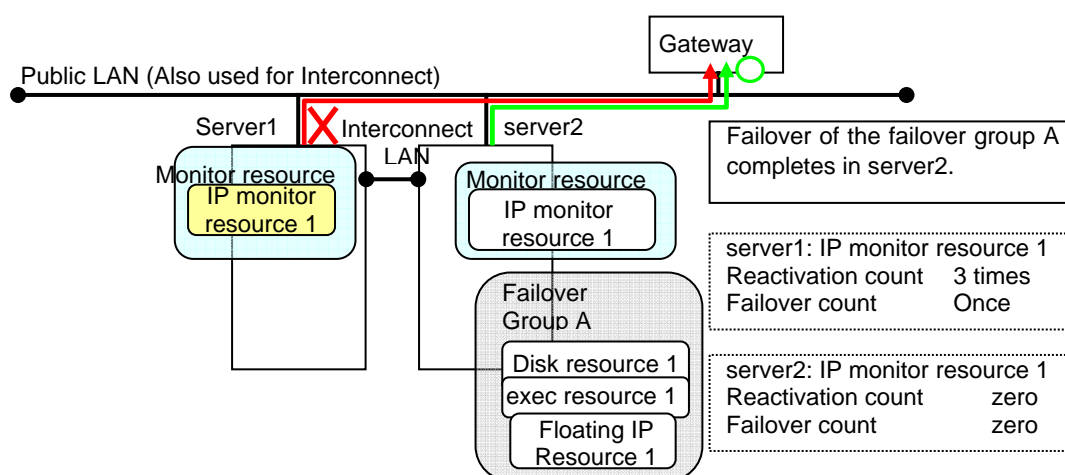 Gateway
Public LAN (Also used for Interconnect)
Server1
Interconnect
LAN
server2
Failover of the failover group A
completes in server2.
Monitor resource
IP monitor
resource 1
Monitor resource
IP monitor
resource 1
server1: IP monitor resource 1
Reactivation count 3 times
Failover count Once
Failover
Group A
Disk resource 1
exec resource 1
Floating IP
Resource 1
server2: IP monitor resource 1
Reactivation count zero
Failover count zero